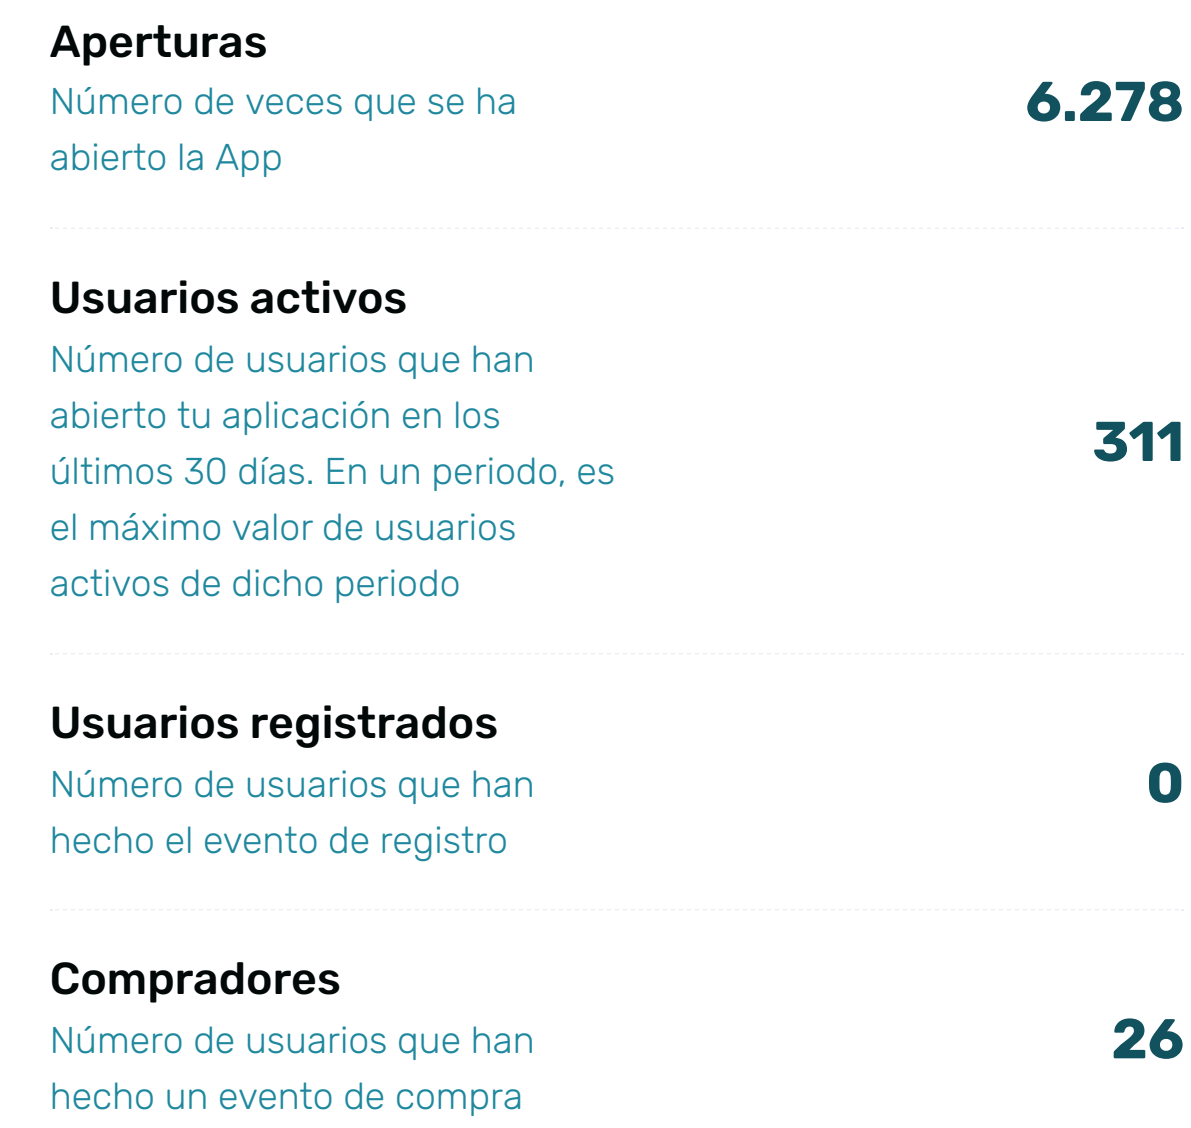 Aperturas
Número de veces que se ha
abierto la App
6.278
Usuarios activos
Número de usuarios que han
abierto tu aplicación en los
últimos 30 días. En un periodo, es
el máximo valor de usuarios
activos de dicho periodo
311
Usuarios registrados
Número de usuarios que han
hecho el evento de registro
0
Compradores
Número de usuarios que han
hecho un evento de compra
26